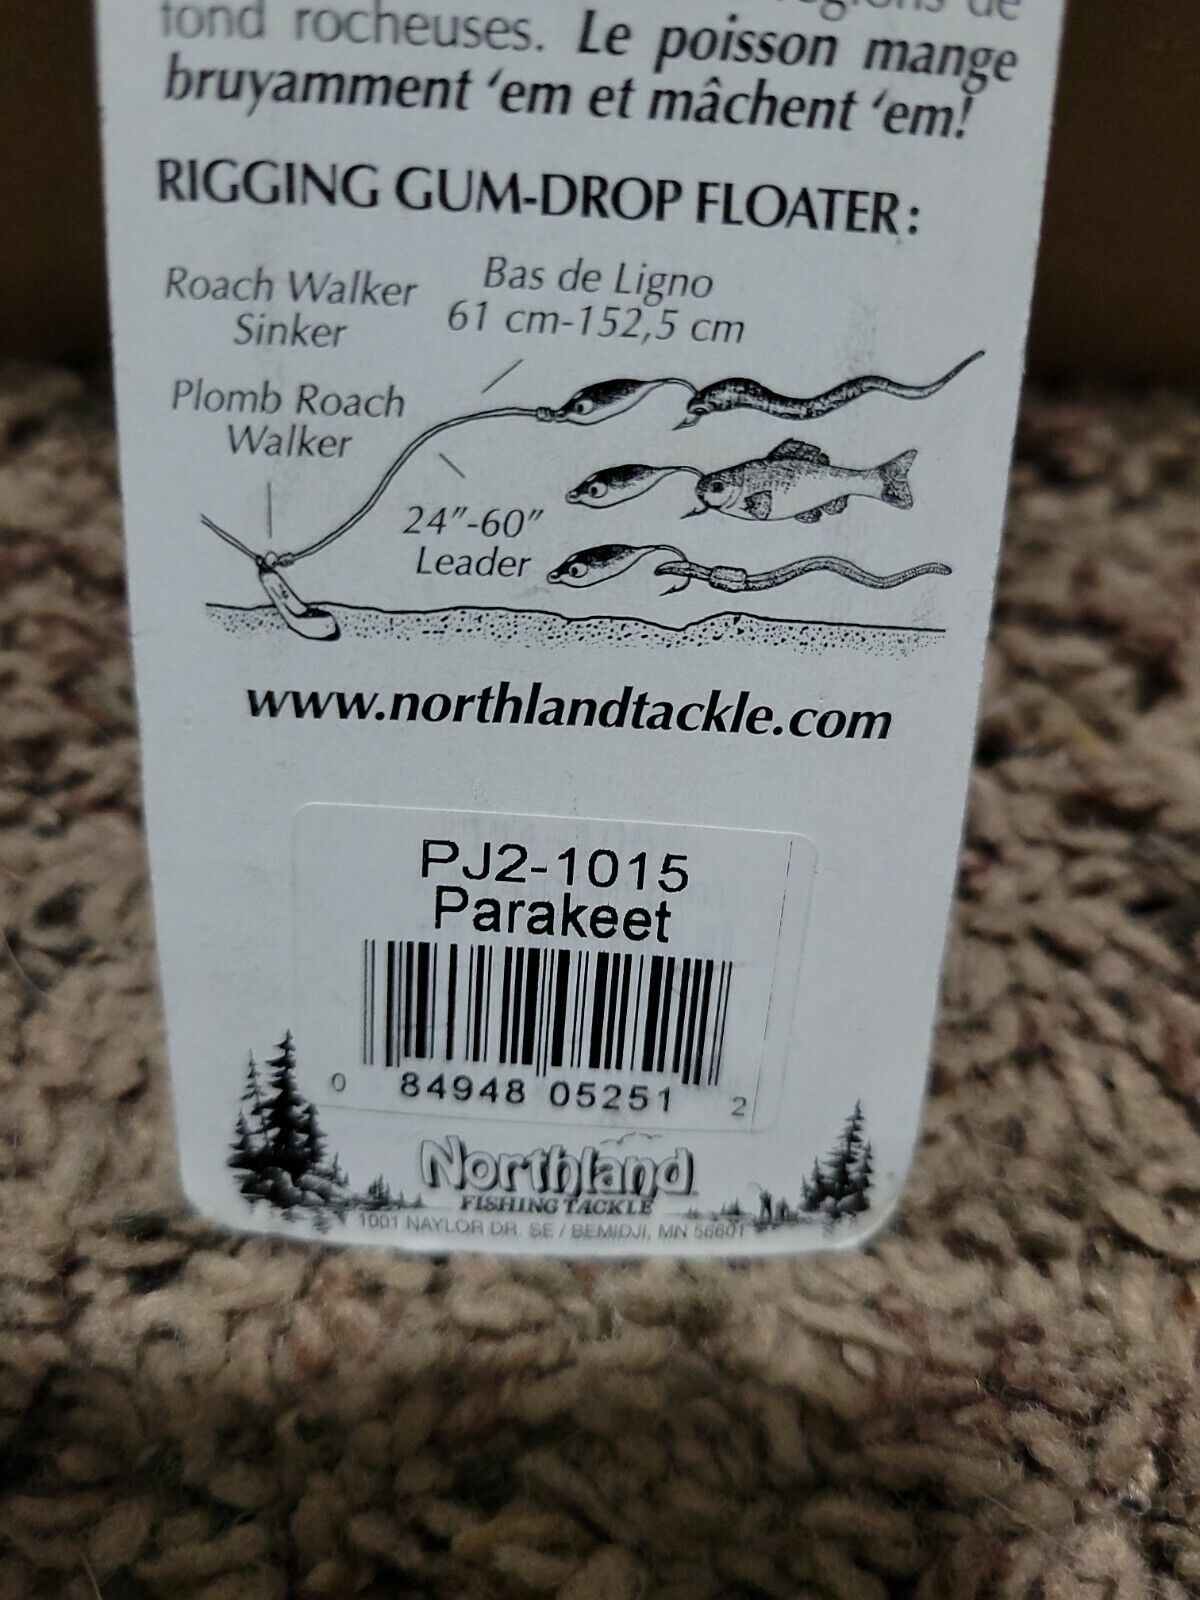 régions de
fond rocheuses. Le poisson mange
bruyamment ‘em et mâchent ‘em!
RIGGING GUM-DROP FLOATER:
Roach Walker
Sinker
Bas de Ligno
61 cm-152,5 cm
Plomb Roach
Walker
24”-60”
Leader
www.northlandtackle.com
PJ2-1015
Parakeet
0 84948 05251 2
Northland
FISHING TACKLE
1001 NAYLOR DR. SE / BEMIDJI, MN 56601